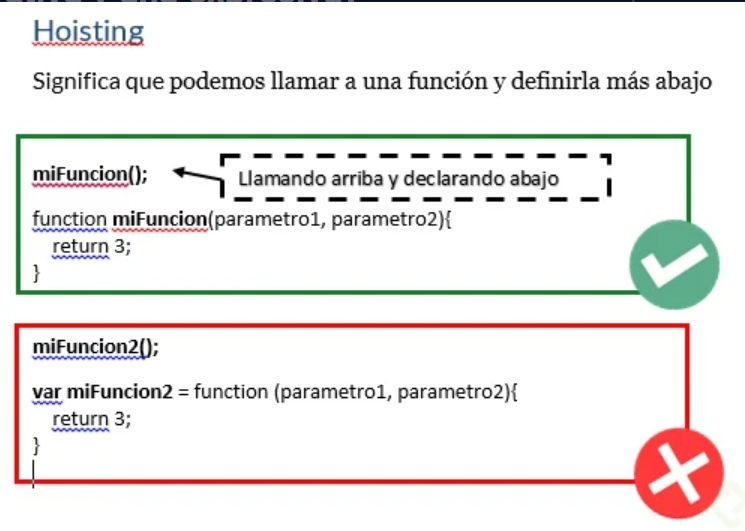 Hoisting
Significa que podemos llamar a una función y definirla más abajo
miFuncion();
Llamando arriba y declarando abajo
function miFuncion(parametro1, parametro2){
return 3;
}
miFuncion2();
var miFuncion2 = function (parametro1, parametro2){
return 3;
}